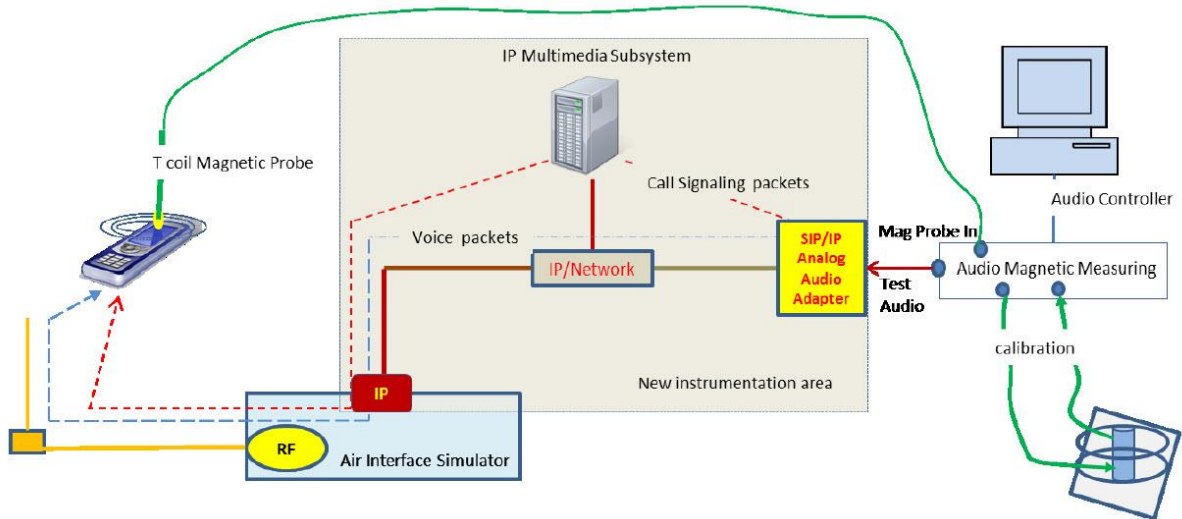 IP Multimedia Subsystem
T coil Magnetic Probe
Call Signaling packets
Audio Controller
Voice packets
SIP/IP
Analog
Audio
Adapter
Mag Probe In
IP/Network
Audio Magnetic Measuring
Test
Audio
calibration
IP
New instrumentation area
RF
Air Interface Simulator